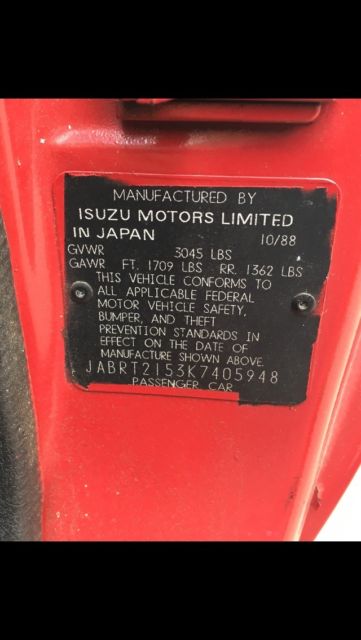 MANUFACTURED BY
ISUZU MOTORS LIMITED
IN JAPAN 10/88
GVWR 3045 LBS
GAWR FT. 1709 LBS RR. 1362 LBS
THIS VEHICLE CONFORMS TO
ALL APPLICABLE FEDERAL
MOTOR VEHICLE SAFETY,
BUMPER, AND THEFT
PREVENTION STANDARDS IN
EFFECT ON THE DATE OF
MANUFACTURE SHOWN ABOVE.
JABRT2153K7405948
PASSENGER CAR